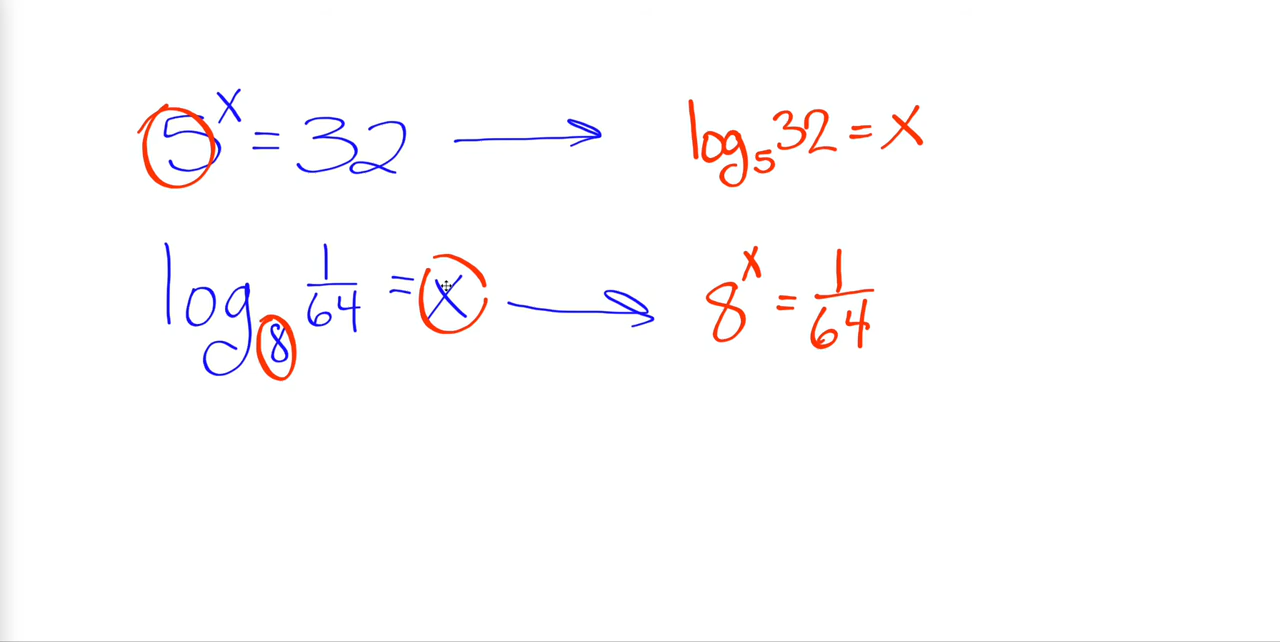 5^x = 32 → log_5 32 = x
log_8 1/64 = x → 8^x = 1/64